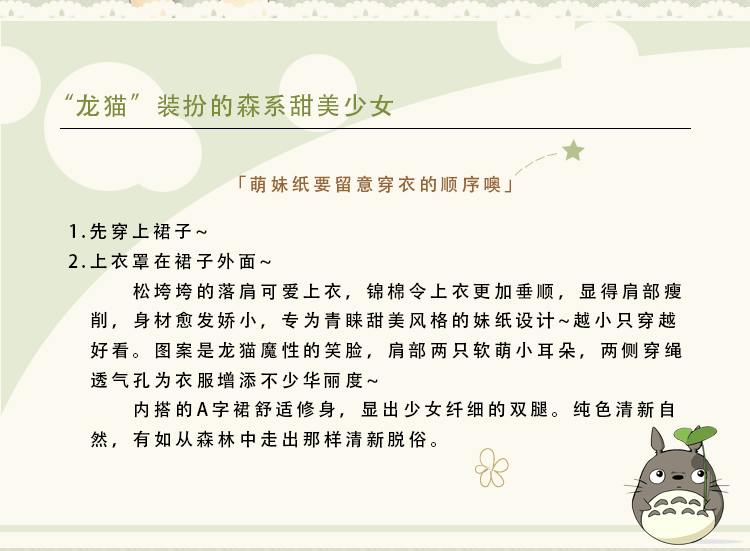 “龙猫”装扮的森系甜美少女
「萌妹纸要留意穿衣的顺序噢」
1.先穿上裙子~
2.上衣罩在裙子外面~
松垮垮的落肩可爱上衣，锦棉令上衣更加垂顺，显得肩部瘦
削，身材愈发娇小，专为青睐甜美风格的妹纸设计~越小只穿越
好看。图案是龙猫魔性的笑脸，肩部两只软萌小耳朵，两侧穿绳
透气孔为衣服增添不少华丽度~
内搭的A字裙舒适修身，显出少女纤细的双腿。纯色清新自
然，有如从森林中走出那样清新脱俗。